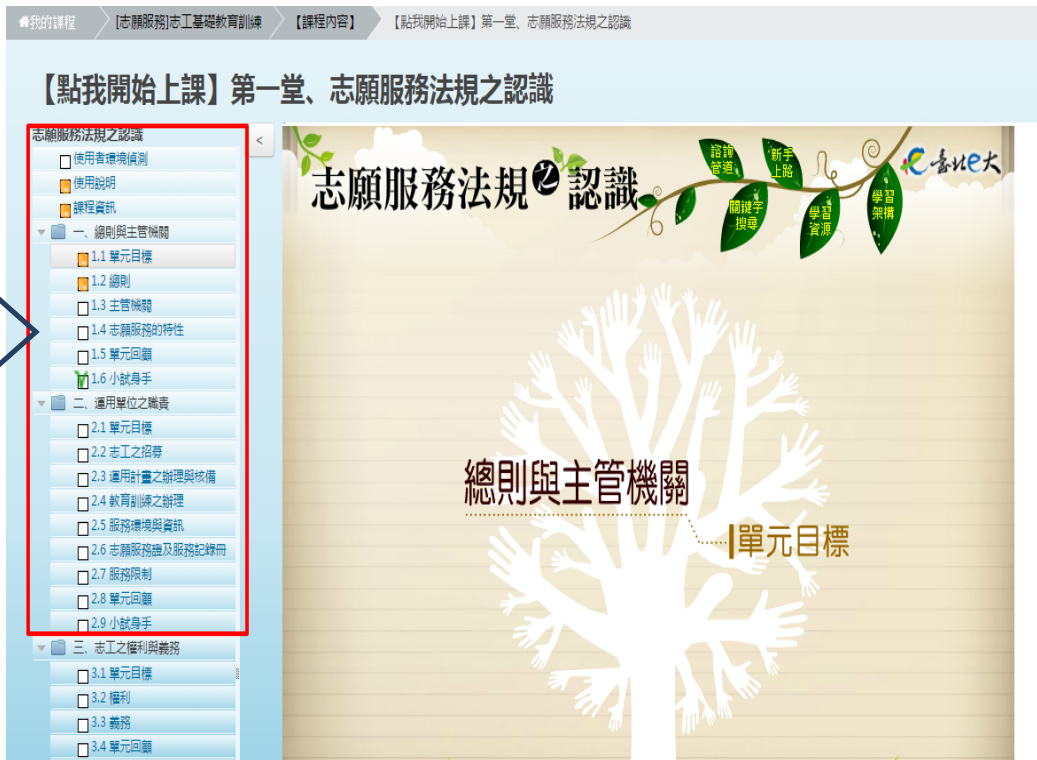 我的課程
[志願服務]志工基礎教育訓練
【課程內容】
【點我開始上課】第一堂、志願服務法規之認識
【點我開始上課】第一堂、志願服務法規之認識
志願服務法規之認識
<
使用者環境偵測
使用說明
課程資訊
一、總則與主管機關
1.1 單元目標
1.2 總則
1.3 主管機關
1.4 志願服務的特性
1.5 單元回顧
1.6 小試身手
二、運用單位之職責
2.1 單元目標
2.2 志工之招募
2.3 運用計畫之辦理與核備
2.4 教育訓練之辦理
2.5 服務環境與資訊
2.6 志願服務證及服務記錄冊
2.7 服務限制
2.8 單元回顧
2.9 小試身手
三、志工之權利與義務
3.1 單元目標
3.2 權利
3.3 義務
3.4 單元回顧
志願服務法規之認識
諮詢
管道
新手
上路
關鍵字
搜尋
學習
資源
學習
架構
臺北e大
總則與主管機關
單元目標